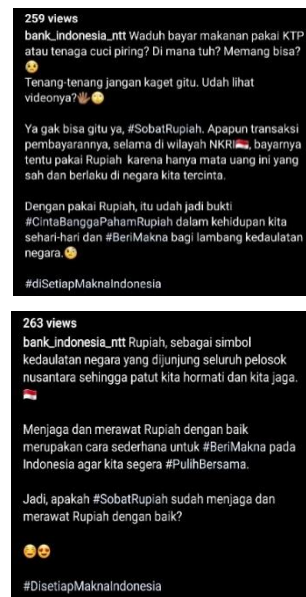 259 views
bank_indonesia_ntt Waduh bayar makanan pakai KTP
atau tenaga cuci piring? Di mana tuh? Memang bisa?
😥
Tenang-tenang jangan kaget gitu. Udah lihat
videonya?🖐🏽🙄
Ya gak bisa gitu ya, #SobatRupiah. Apapun transaksi
pembayarannya, selama di wilayah NKRI🇮🇩, bayarnya
tentu pakai Rupiah karena hanya mata uang ini yang
sah dan berlaku di negara kita tercinta.
Dengan pakai Rupiah, itu udah jadi bukti
#CintaBanggaPahamRupiah dalam kehidupan kita
sehari-hari dan #BeriMakna bagi lambang kedaulatan
negara.🥺
#diSetiapMaknaIndonesia
263 views
bank_indonesia_ntt Rupiah, sebagai simbol
kedaulatan negara yang dijunjung seluruh pelosok
nusantara sehingga patut kita hormati dan kita jaga.
🇮🇩
Menjaga dan merawat Rupiah dengan baik
merupakan cara sederhana untuk #BeriMakna pada
Indonesia agar kita segera #PulihBersama.
Jadi, apakah #SobatRupiah sudah menjaga dan
merawat Rupiah dengan baik?
☺😍
#DisetiapMaknaIndonesia